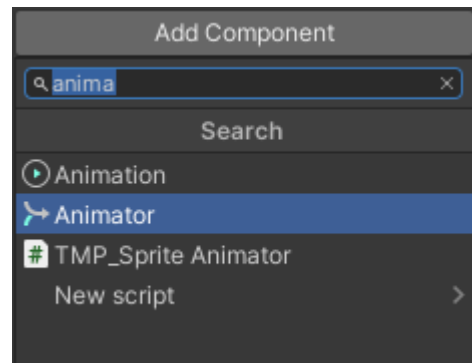 Add Component
anima
Search
Animation
Animator
# TMP_Sprite Animator
New script